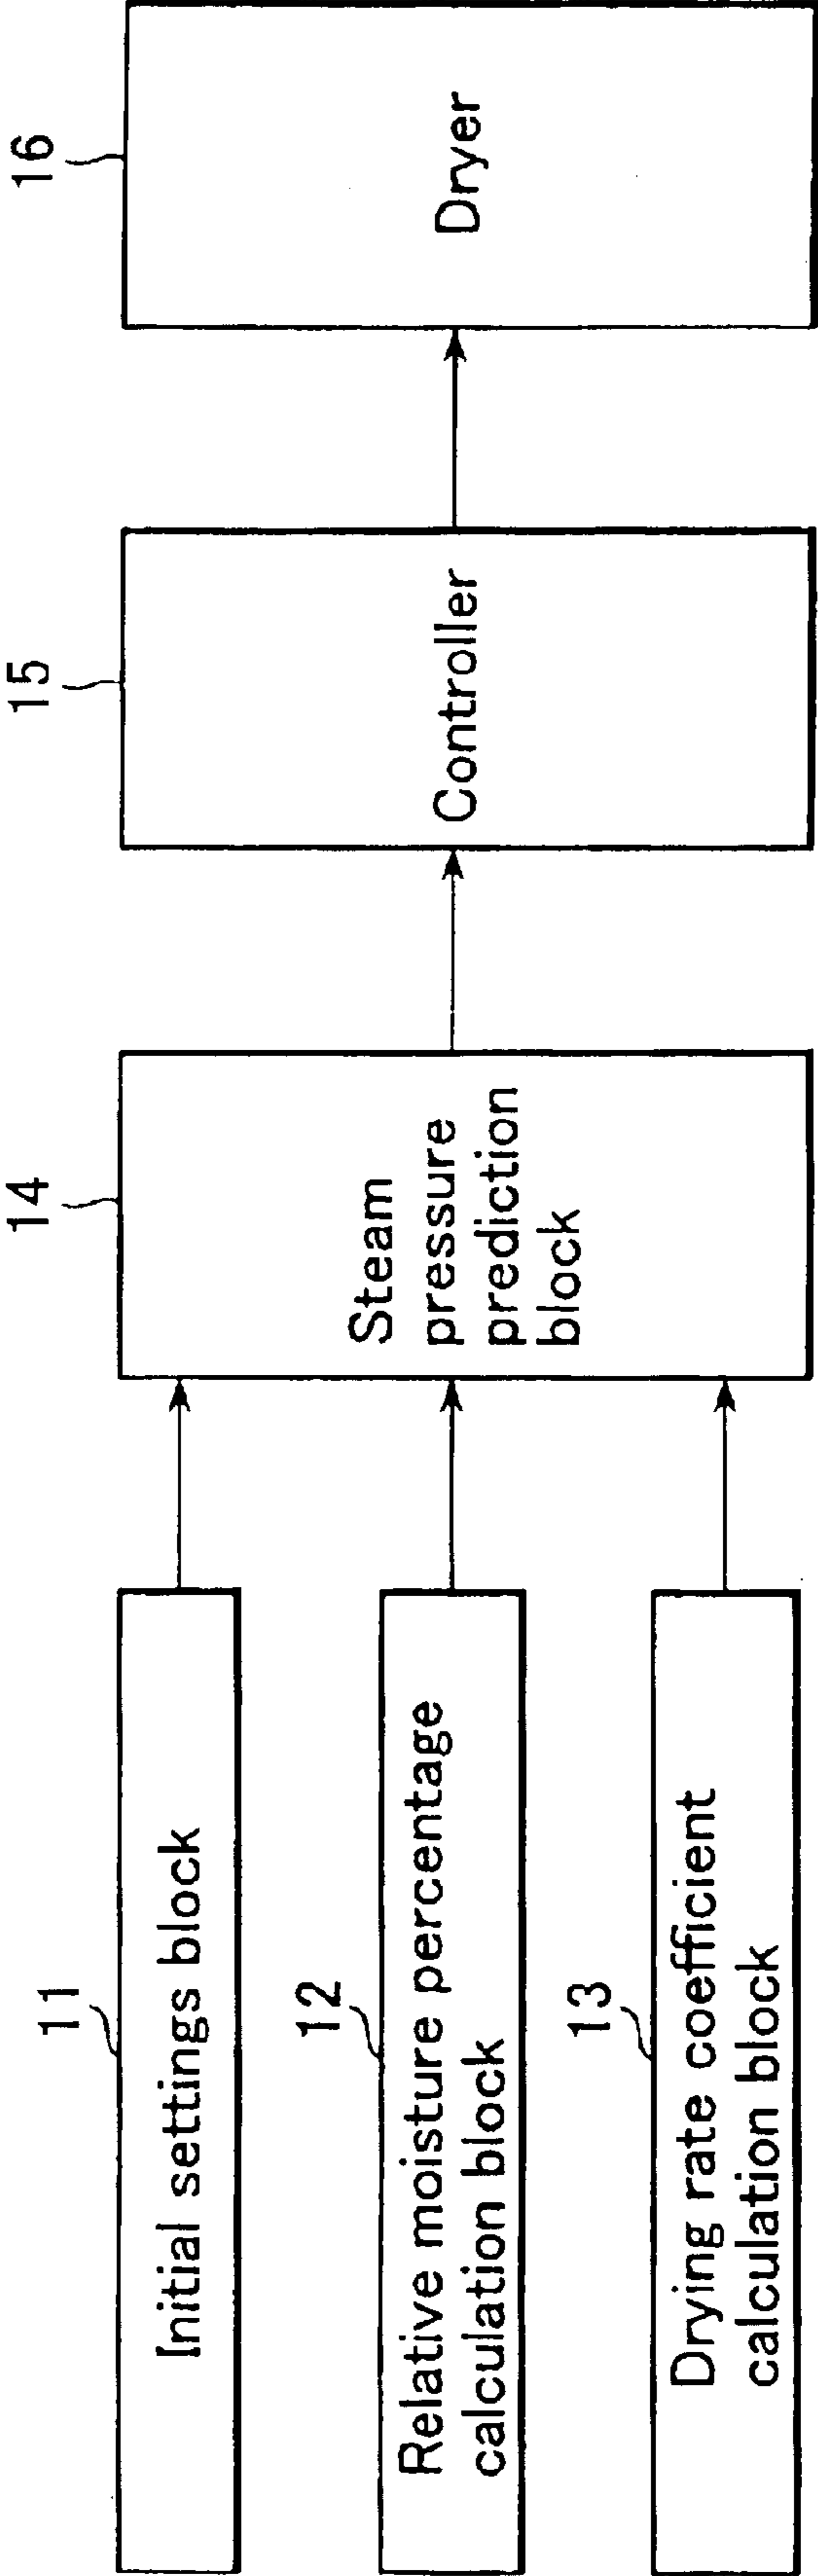 11
Initial settings block
12
Relative moisture percentage
calculation block
13
Drying rate coefficient
calculation block
14
Steam
pressure
prediction
block
15
Controller
16
Dryer